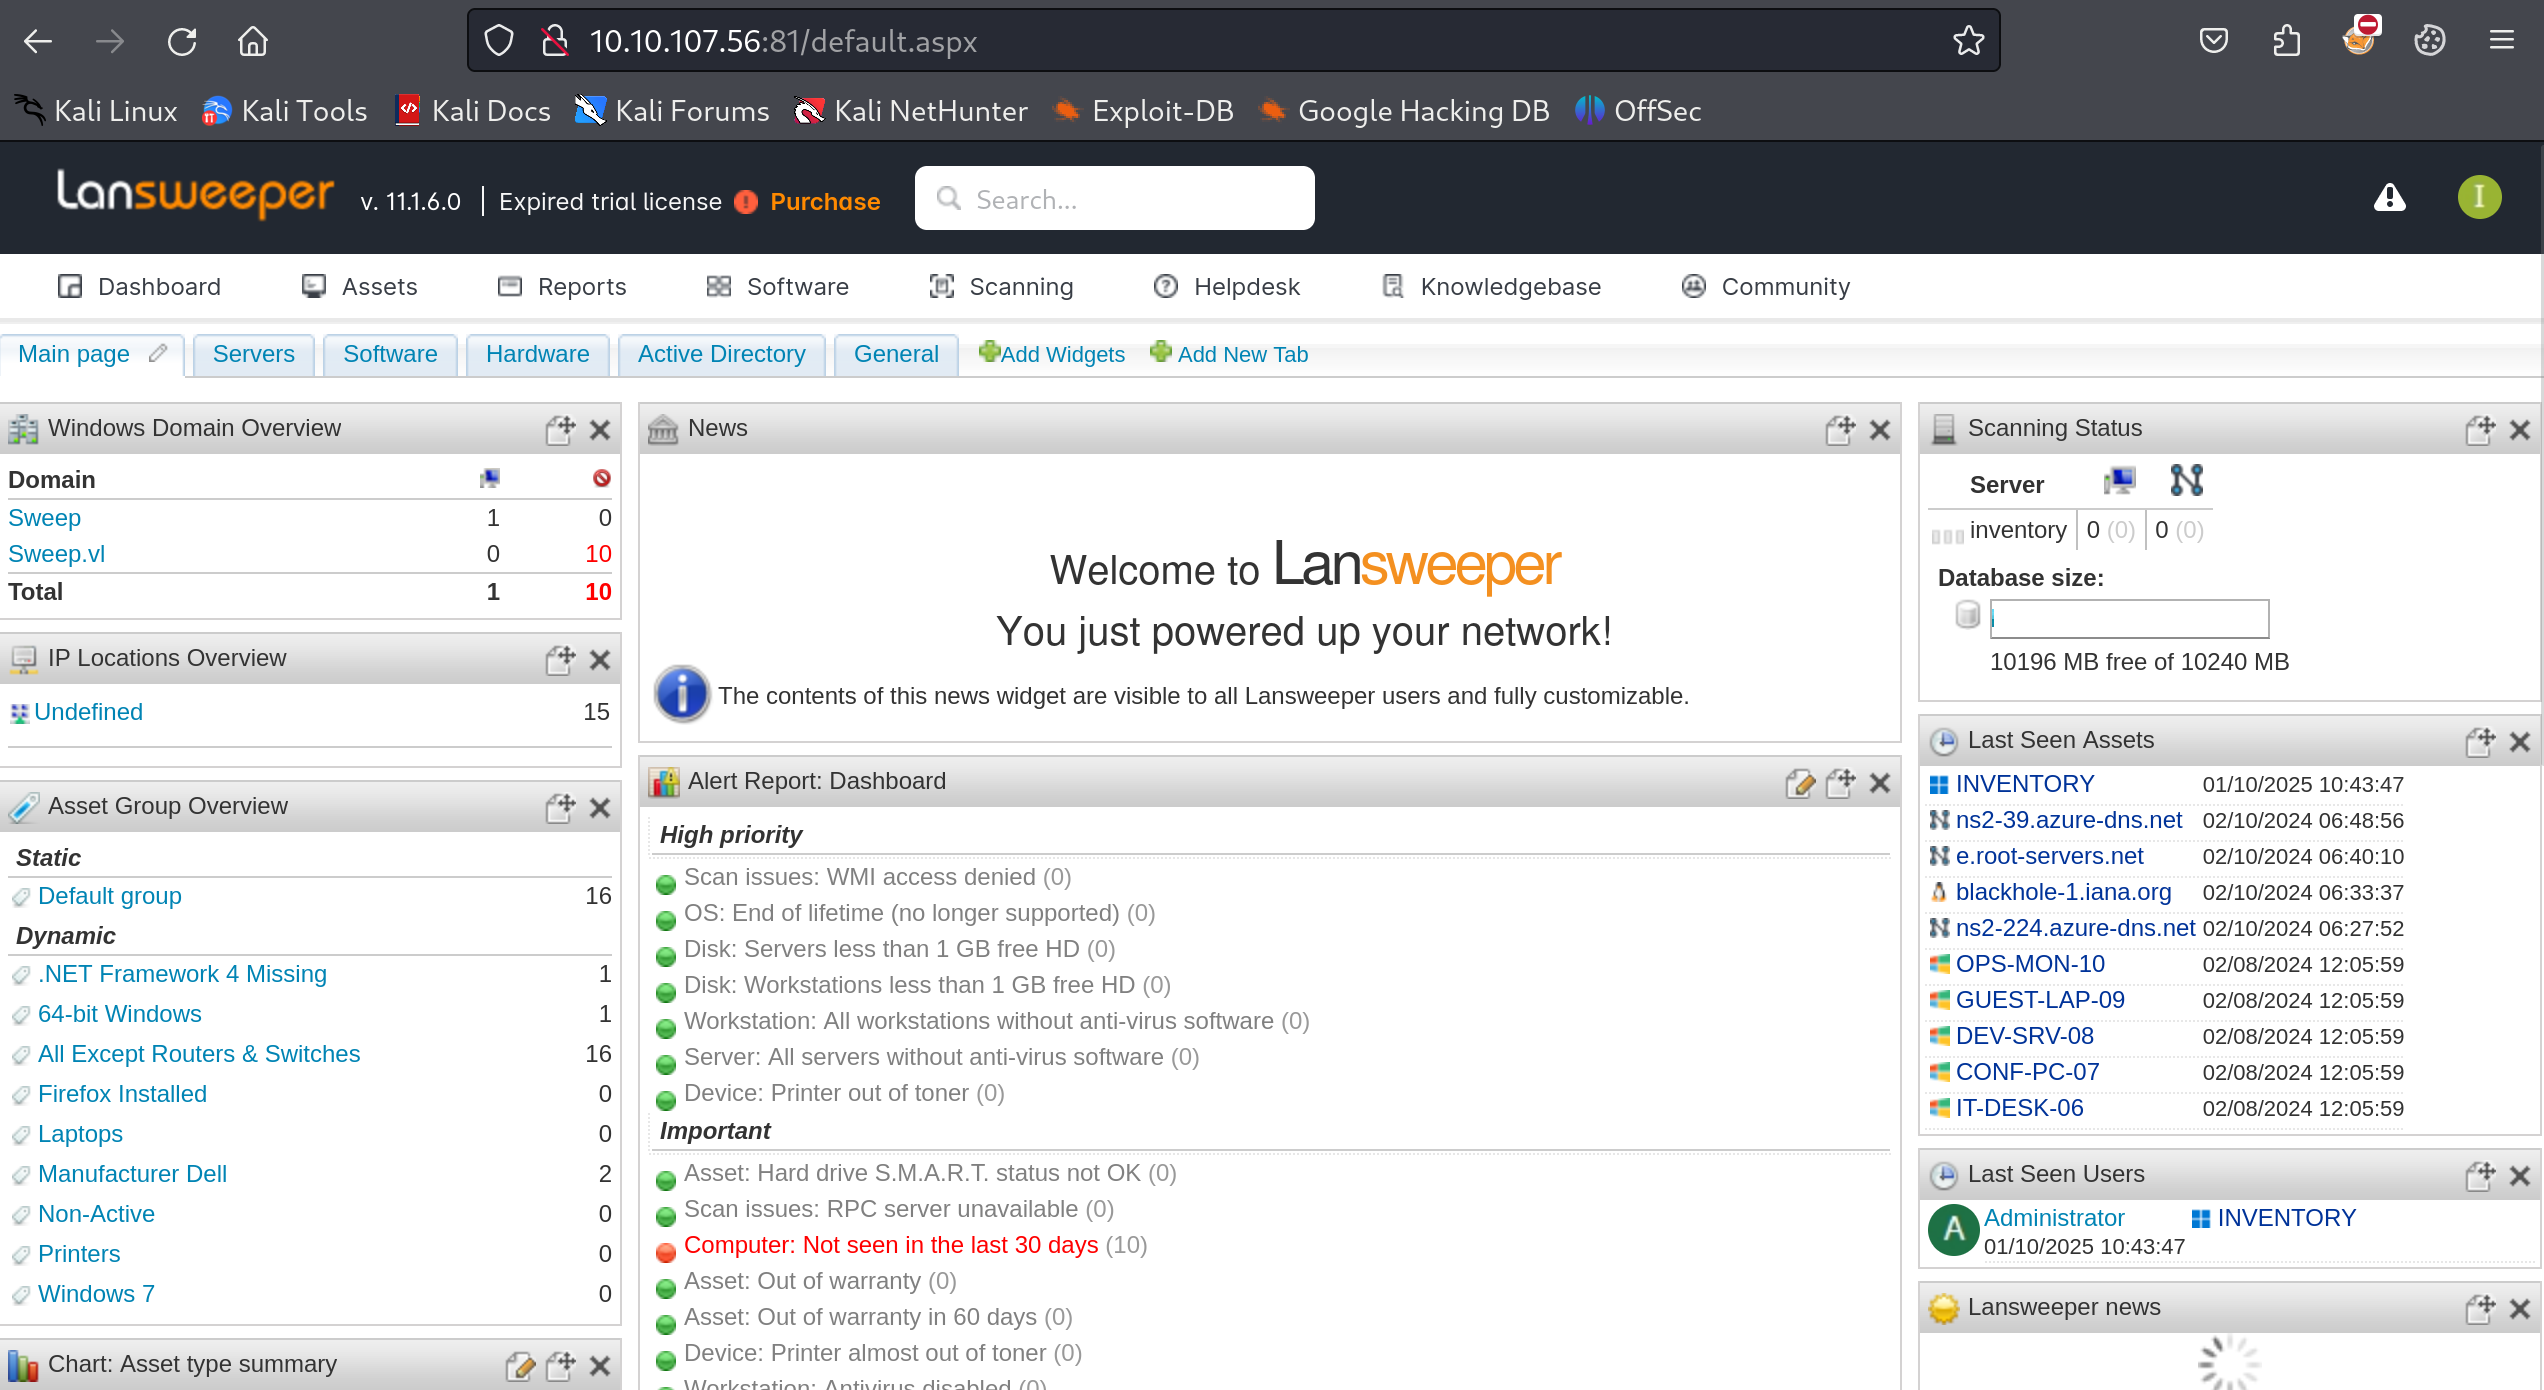 10.10.107.56:81/default.aspx
Kali Linux
Kali Tools
Kali Docs
Kali Forums
Kali NetHunter
Exploit-DB
Google Hacking DB
OffSec
Lansweeper
v. 11.1.6.0
Expired trial license
Purchase
Search...
I
Dashboard
Assets
Reports
Software
Scanning
Helpdesk
Knowledgebase
Community
Main page
Servers
Software
Hardware
Active Directory
General
Add Widgets
Add New Tab
Windows Domain Overview
Domain
Sweep 1 0
Sweep.vl 0 10
Total 1 10
IP Locations Overview
Undefined 15
Asset Group Overview
Static
Default group 16
Dynamic
.NET Framework 4 Missing 1
64-bit Windows 1
All Except Routers & Switches 16
Firefox Installed 0
Laptops 0
Manufacturer Dell 2
Non-Active 0
Printers 0
Windows 7 0
Chart: Asset type summary
News
Welcome to Lansweeper
You just powered up your network!
The contents of this news widget are visible to all Lansweeper users and fully customizable.
Alert Report: Dashboard
High priority
Scan issues: WMI access denied (0)
OS: End of lifetime (no longer supported) (0)
Disk: Servers less than 1 GB free HD (0)
Disk: Workstations less than 1 GB free HD (0)
Workstation: All workstations without anti-virus software (0)
Server: All servers without anti-virus software (0)
Device: Printer out of toner (0)
Important
Asset: Hard drive S.M.A.R.T. status not OK (0)
Scan issues: RPC server unavailable (0)
Computer: Not seen in the last 30 days (10)
Asset: Out of warranty (0)
Asset: Out of warranty in 60 days (0)
Device: Printer almost out of toner (0)
Workstation: Antivirus disabled (0)
Scanning Status
Server
inventory 0 (0) 0 (0)
Database size:
10196 MB free of 10240 MB
Last Seen Assets
INVENTORY 01/10/2025 10:43:47
ns2-39.azure-dns.net 02/10/2024 06:48:56
e.root-servers.net 02/10/2024 06:40:10
blackhole-1.iana.org 02/10/2024 06:33:37
ns2-224.azure-dns.net 02/10/2024 06:27:52
OPS-MON-10 02/08/2024 12:05:59
GUEST-LAP-09 02/08/2024 12:05:59
DEV-SRV-08 02/08/2024 12:05:59
CONF-PC-07 02/08/2024 12:05:59
IT-DESK-06 02/08/2024 12:05:59
Last Seen Users
A
Administrator INVENTORY
01/10/2025 10:43:47
Lansweeper news